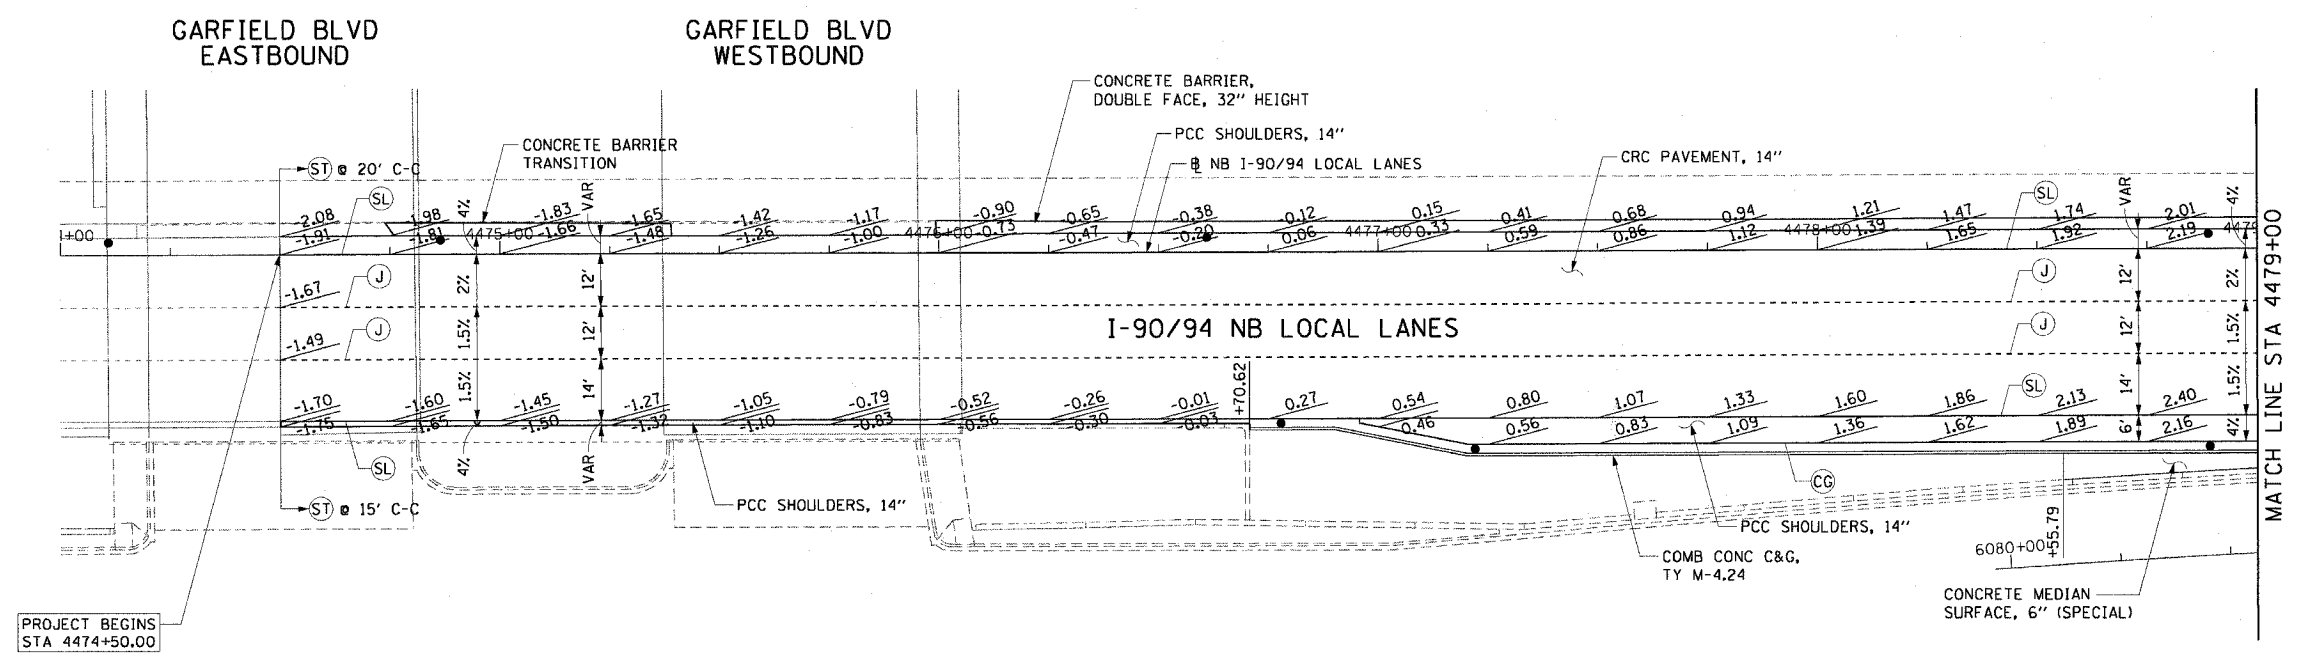 GARFIELD BLVD
EASTBOUND
GARFIELD BLVD
WESTBOUND
CONCRETE BARRIER,
DOUBLE FACE, 32" HEIGHT
PCC SHOULDERS, 14"
CONCRETE BARRIER
TRANSITION
℄ NB I-90/94 LOCAL LANES
CRC PAVEMENT, 14"
ST @ 20' C-C
SL
4%
VAR
SL
VAR
4%
-2.08 -1.98 -1.83 -1.65 -1.42 -1.17 -0.90 -0.65 -0.38 -0.12 0.15 0.41 0.68 0.94 1.21 1.47 1.74 2.01
+00 -1.91 -1.81 4475+00 -1.66 -1.48 -1.26 -1.00 4476+00 -0.73 -0.47 -0.20 0.06 4477+00 0.33 0.59 0.86 1.12 4478+00 1.39 1.65 1.92 2.19 4479
J
2%
12'
J
12'
2%
-1.67
I-90/94 NB LOCAL LANES
J
1.5%
12'
J
12'
1.5%
-1.49
+70.62
1.5%
14'
SL
14'
1.5%
-1.70 -1.60 -1.45 -1.27 -1.05 -0.79 -0.52 -0.26 -0.01 0.27 0.54 0.80 1.07 1.33 1.60 1.86 2.13 2.40
-1.75 -1.65 -1.50 -1.32 -1.10 -0.83 -0.56 -0.30 -0.03 0.46 0.56 0.83 1.09 1.36 1.62 1.89 2.16
6'
4%
SL
4%
VAR
CG
ST @ 15' C-C
PCC SHOULDERS, 14"
PCC SHOULDERS, 14"
COMB CONC C&G,
TY M-4.24
6080+00
+55.79
CONCRETE MEDIAN
SURFACE, 6" (SPECIAL)
PROJECT BEGINS
STA 4474+50.00
MATCH LINE STA 4479+00